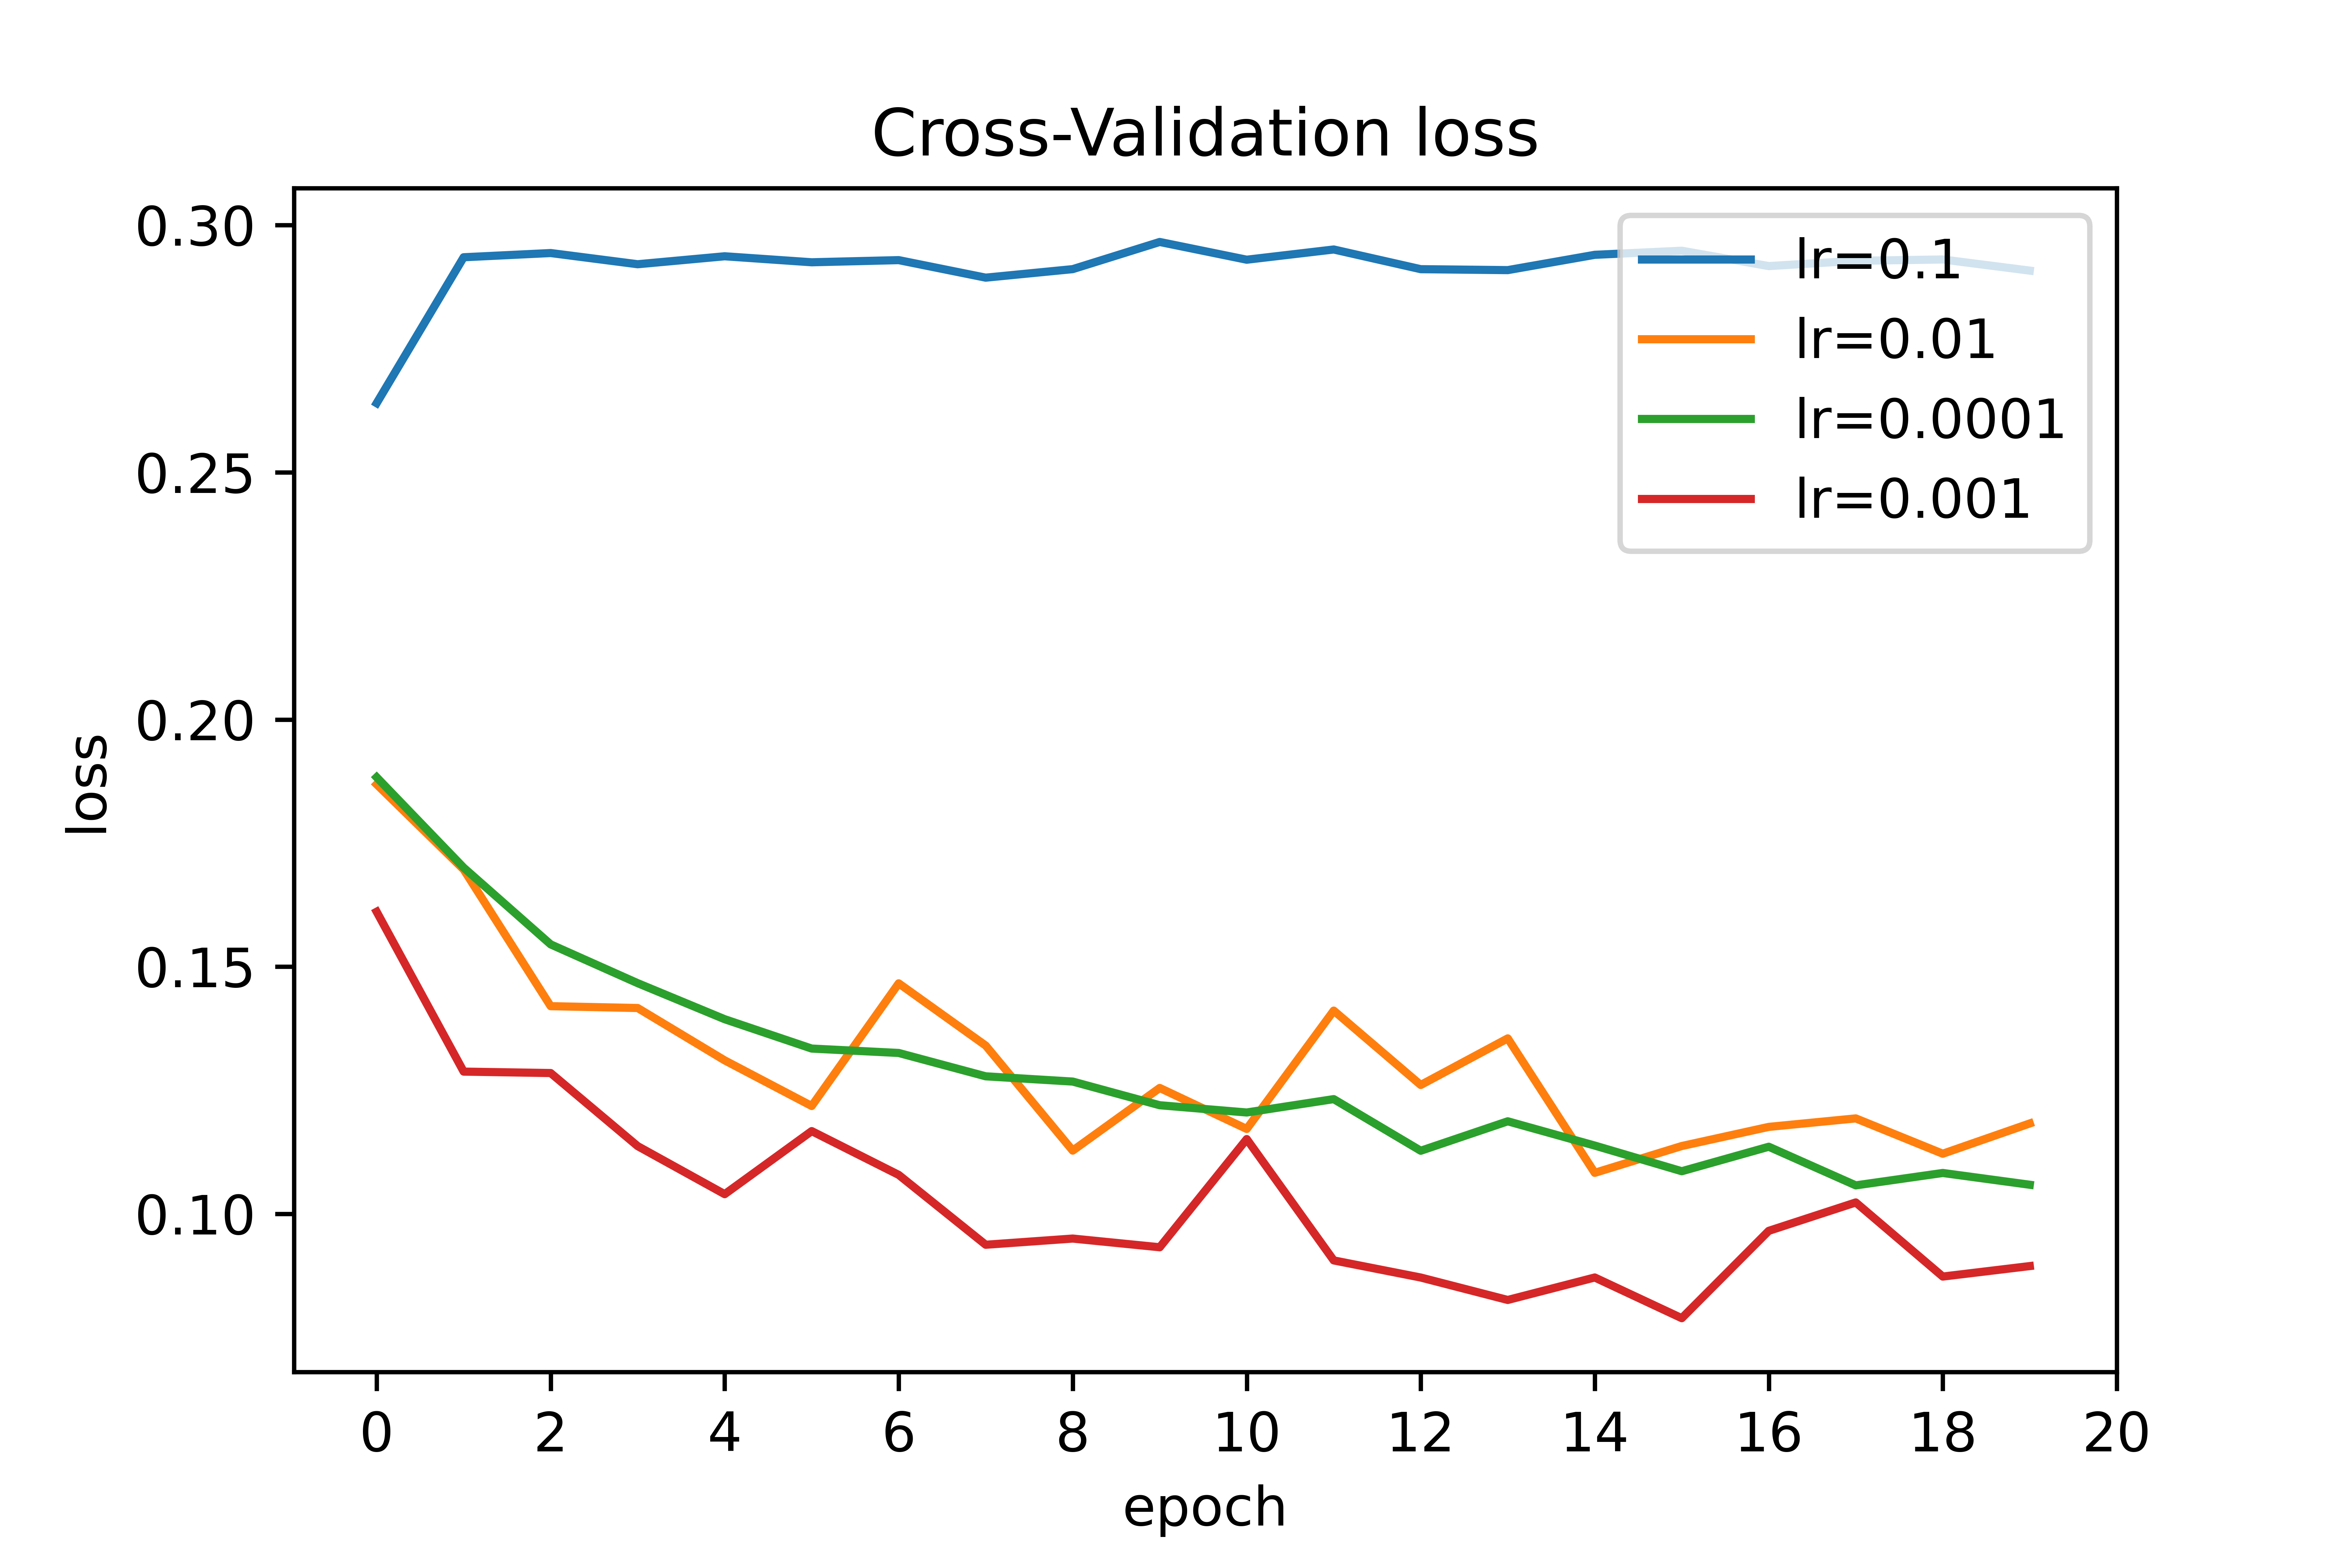 Cross-Validation loss
0.30
0.25
0.20
0.15
0.10
loss
lr=0.1
lr=0.01
lr=0.0001
lr=0.001
0 2 4 6 8 10 12 14 16 18 20
epoch